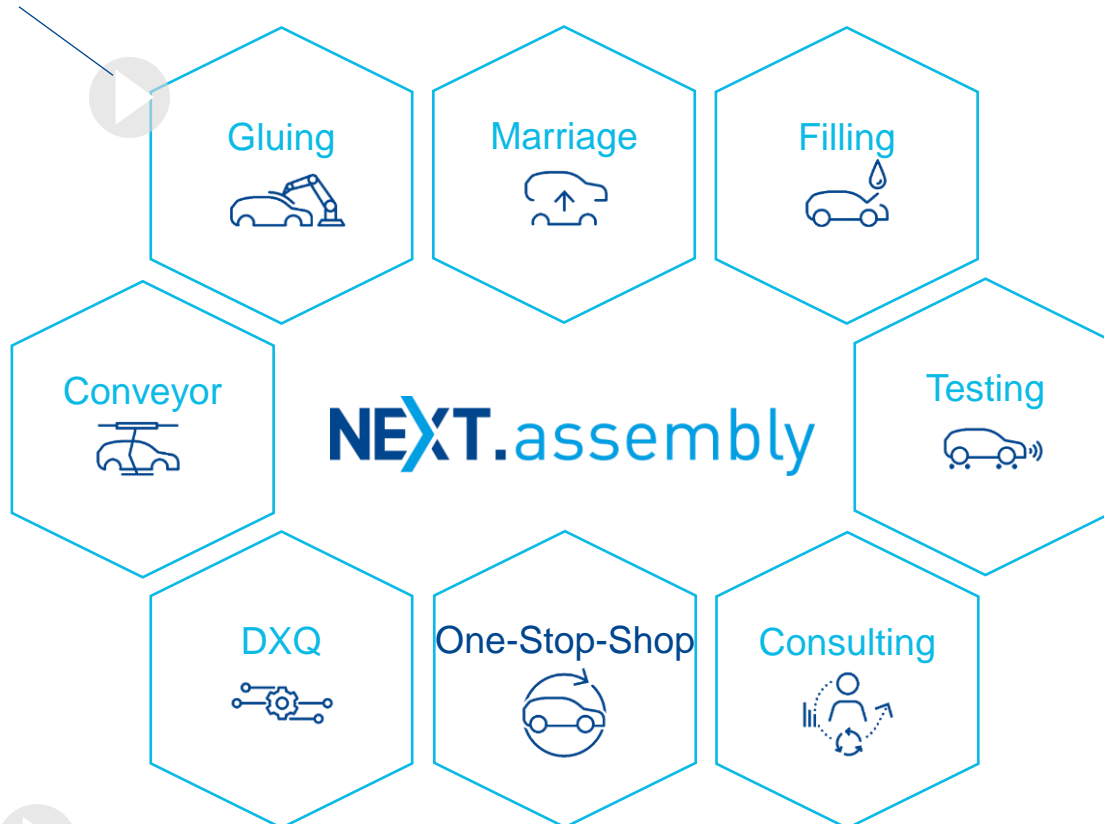 Gluing
Marriage
Filling
Conveyor
NEXT.assembly
Testing
DXQ
One-Stop-Shop
Consulting